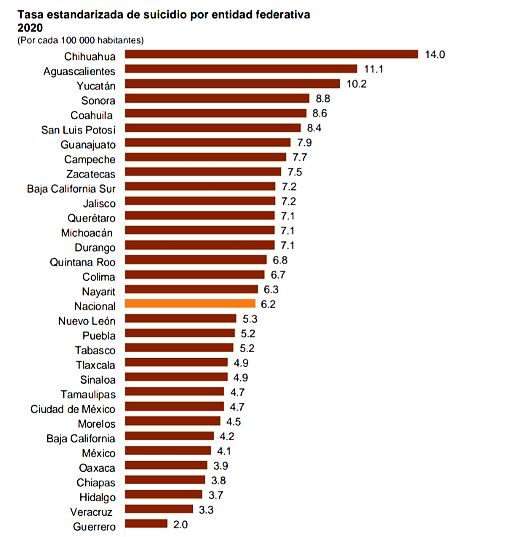 Tasa estandarizada de suicidio por entidad federativa
2020
(Por cada 100 000 habitantes)
Chihuahua 14.0
Aguascalientes 11.1
Yucatán 10.2
Sonora 8.8
Coahuila 8.6
San Luis Potosí 8.4
Guanajuato 7.9
Campeche 7.7
Zacatecas 7.5
Baja California Sur 7.2
Jalisco 7.2
Querétaro 7.1
Michoacán 7.1
Durango 7.1
Quintana Roo 6.8
Colima 6.7
Nayarit 6.3
Nacional 6.2
Nuevo León 5.3
Puebla 5.2
Tabasco 5.2
Tlaxcala 4.9
Sinaloa 4.9
Tamaulipas 4.7
Ciudad de México 4.7
Morelos 4.5
Baja California 4.2
México 4.1
Oaxaca 3.9
Chiapas 3.8
Hidalgo 3.7
Veracruz 3.3
Guerrero 2.0